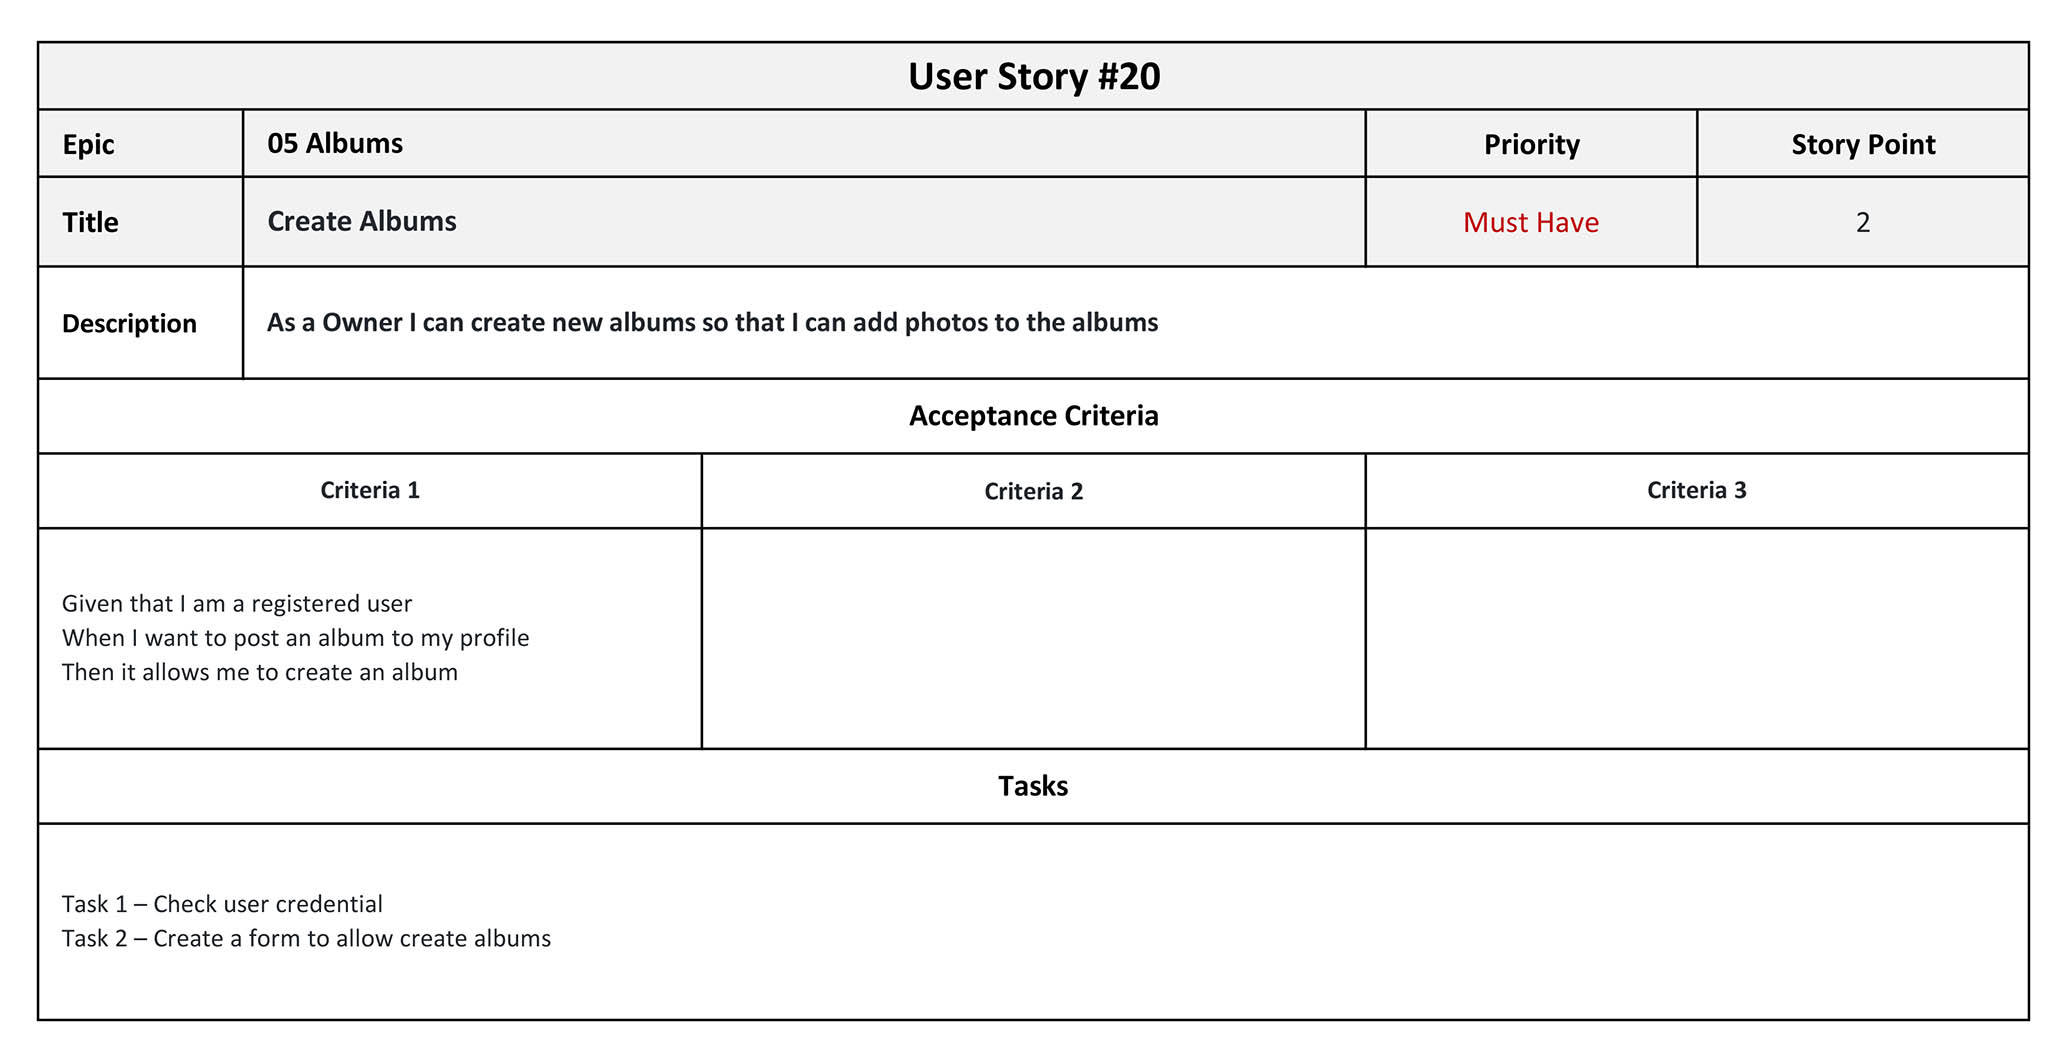 User Story #20
Epic
05 Albums
Priority
Story Point
Title
Create Albums
Must Have
2
Description
As a Owner I can create new albums so that I can add photos to the albums
Acceptance Criteria
Criteria 1
Criteria 2
Criteria 3
Given that I am a registered user
When I want to post an album to my profile
Then it allows me to create an album
Tasks
Task 1 – Check user credential
Task 2 – Create a form to allow create albums